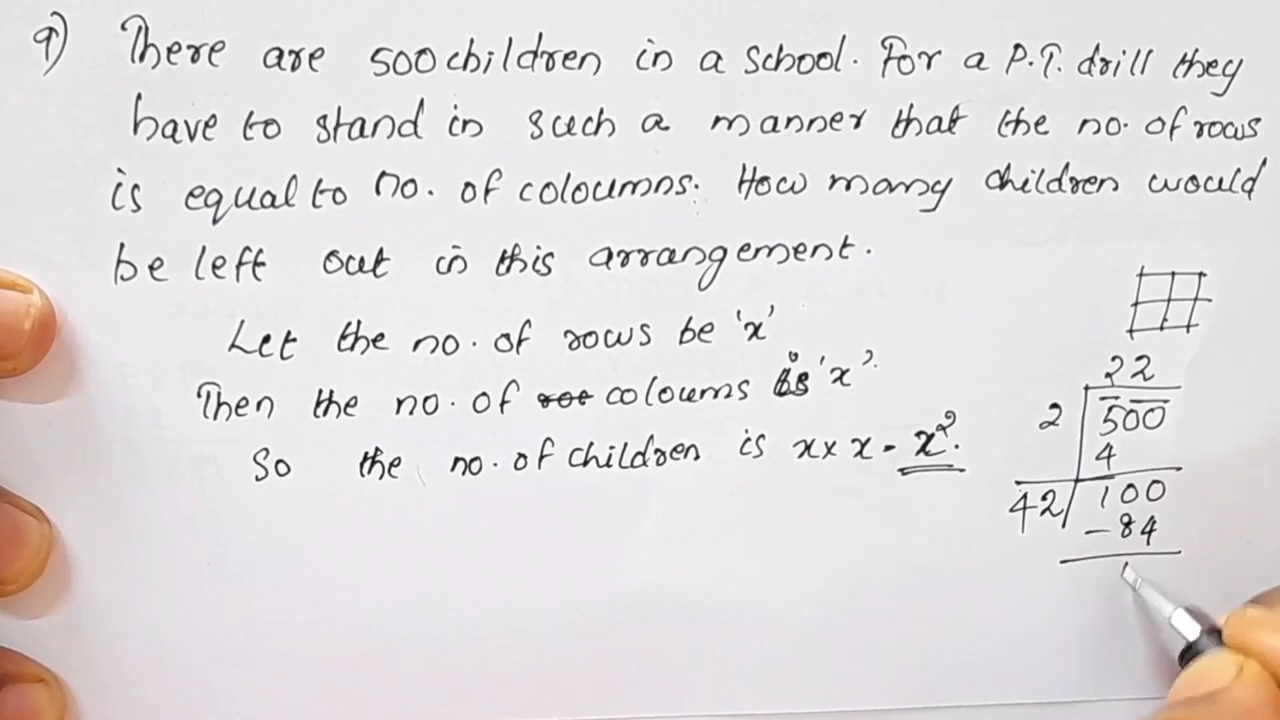 9) There are 500 children in a school. For a P.T. drill they
have to stand in such a manner that the no. of rows
is equal to no. of coloumns. How many children would
be left out in this arrangement.
Let the no. of rows be 'x'
Then the no. of coloums is 'x'.
So the no. of children is x × x = x².
22
2 500
4
42 100
- 84
1